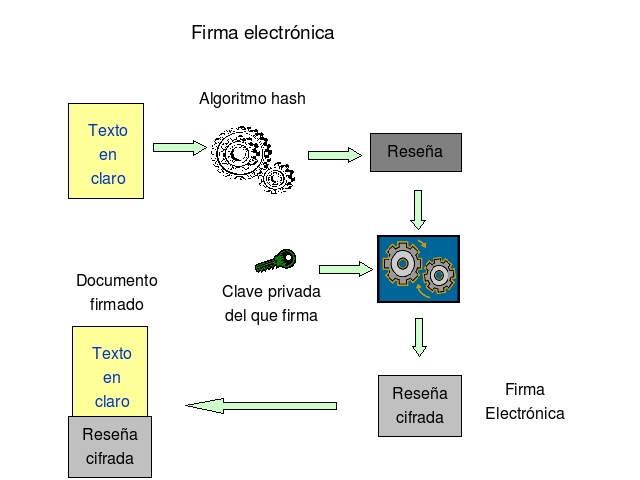 Firma electrónica
Algoritmo hash
Texto
en
claro
Reseña
Clave privada
del que firma
Documento
firmado
Texto
en
claro
Reseña
cifrada
Reseña
cifrada
Firma
Electrónica